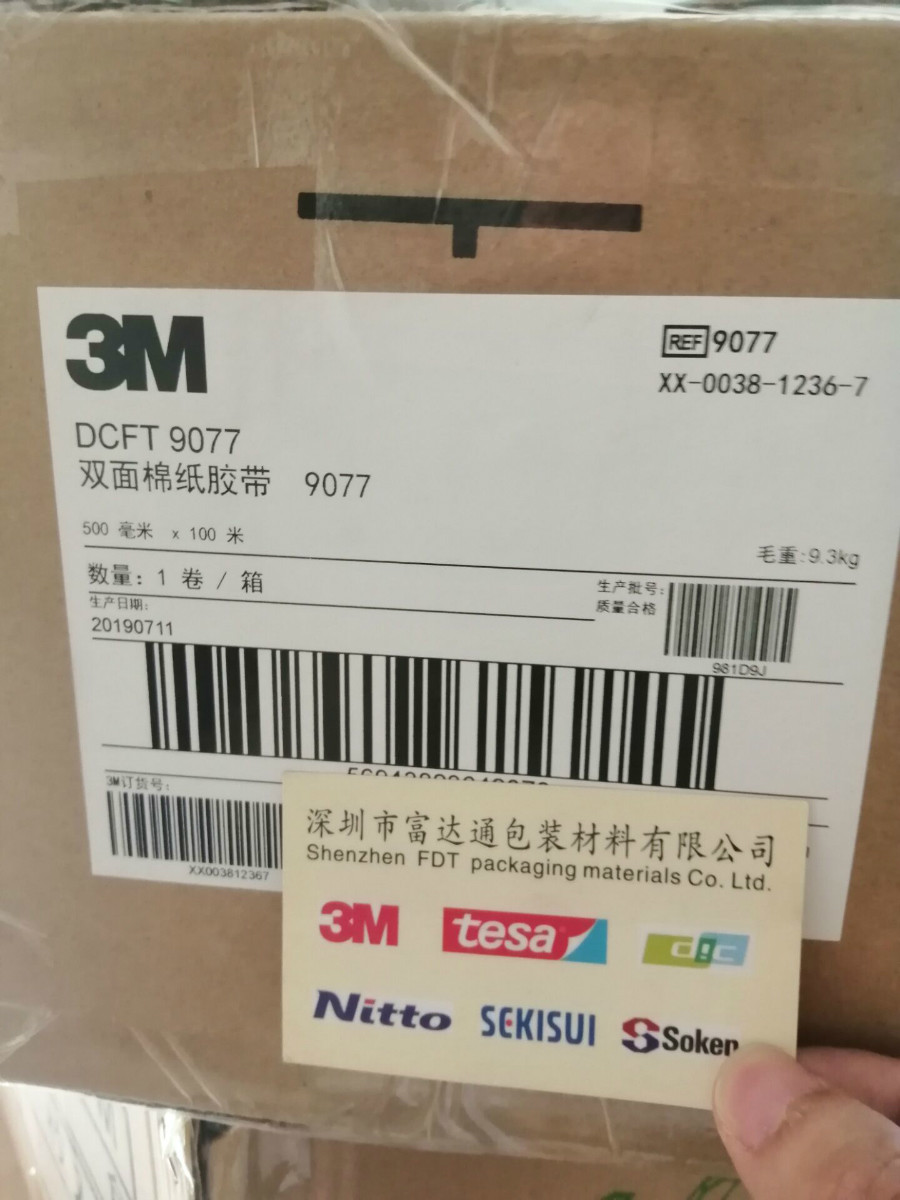 3M
REF 9077
XX-0038-1236-7
DCFT 9077
双面棉纸胶带 9077
500 毫米 x 100 米
毛重:9.3kg
数量: 1 卷 / 箱
生产批号:
质量合格
生产日期:
20190711
981D9J
3M订货号:
XX003812367
深圳市富达通包装材料有限公司
Shenzhen FDT packaging materials Co. Ltd.
3M tesa dic
Nitto SEKISUI Soken